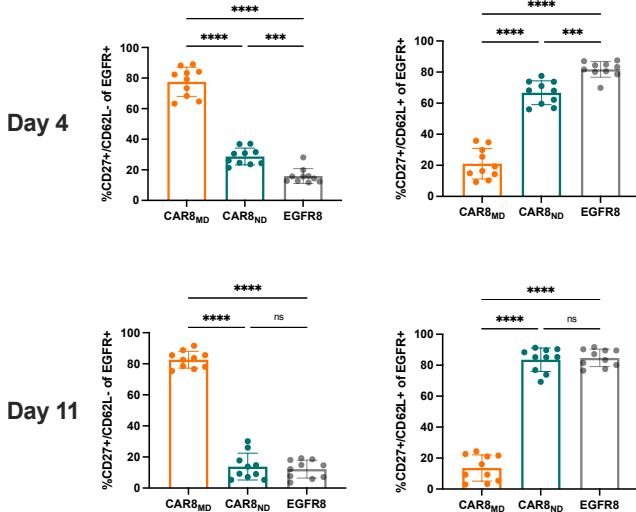 Day 4
%CD27+/CD62L- of EGFR+
100
80
60
40
20
0
****
**** ***
CAR8MD CAR8ND EGFR8
%CD27+/CD62L+ of EGFR+
100
80
60
40
20
0
****
**** ***
CAR8MD CAR8ND EGFR8
Day 11
%CD27+/CD62L- of EGFR+
100
80
60
40
20
0
****
**** ns
CAR8MD CAR8ND EGFR8
%CD27+/CD62L+ of EGFR+
100
80
60
40
20
0
****
**** ns
CAR8MD CAR8ND EGFR8